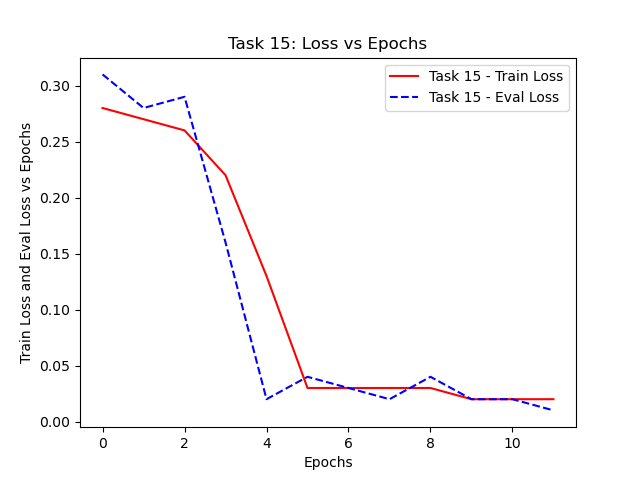 Task 15: Loss vs Epochs
Task 15 - Train Loss
Task 15 - Eval Loss
Train Loss and Eval Loss vs Epochs
0.30
0.25
0.20
0.15
0.10
0.05
0.00
0 2 4 6 8 10
Epochs